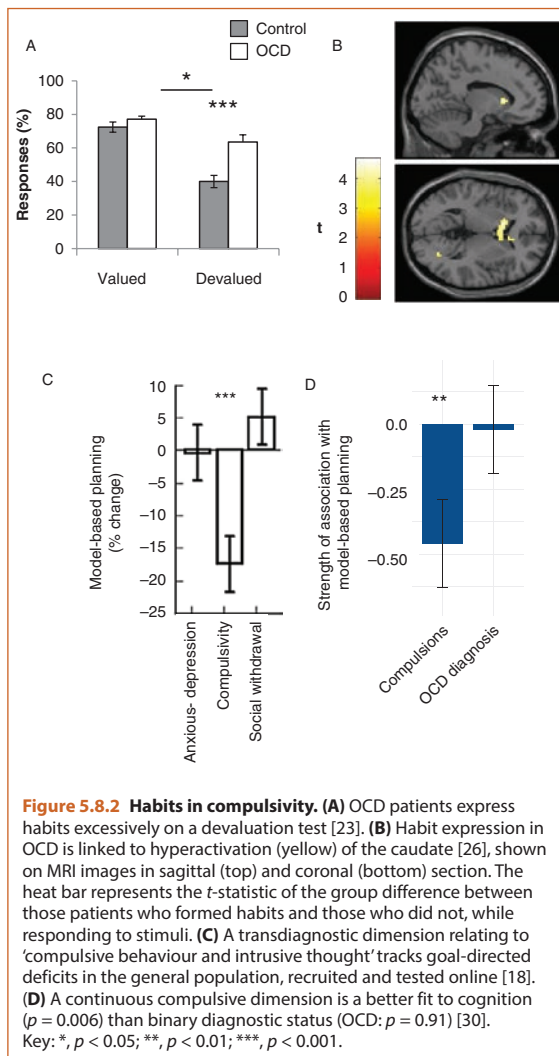 Control
OCD
A
B
*
***
100
80
60
40
20
0
Responses (%)
Valued
Devalued
t
4
3
2
1
0
C
D
10
5
0
−5
−10
−15
−20
−25
***
Model-based planning
(% change)
Anxious- depression
Compulsivity
Social withdrawal
**
0.0
−0.25
−0.50
Strength of association with
model-based planning
Compulsions
OCD diagnosis
Figure 5.8.2 Habits in compulsivity. (A) OCD patients express
habits excessively on a devaluation test [23]. (B) Habit expression
in OCD is linked to hyperactivation (yellow) of the caudate [26], shown
on MRI images in sagittal (top) and coronal (bottom) section. The
heat bar represents the t-statistic of the group difference between
those patients who formed habits and those who did not, while
responding to stimuli. (C) A transdiagnostic dimension relating to
‘compulsive behaviour and intrusive thought’ tracks goal-directed
deficits in the general population, recruited and tested online [18].
(D) A continuous compulsive dimension is a better fit to cognition
(p = 0.006) than binary diagnostic status (OCD: p = 0.91) [30].
Key: *, p < 0.05; **, p < 0.01; ***, p < 0.001.